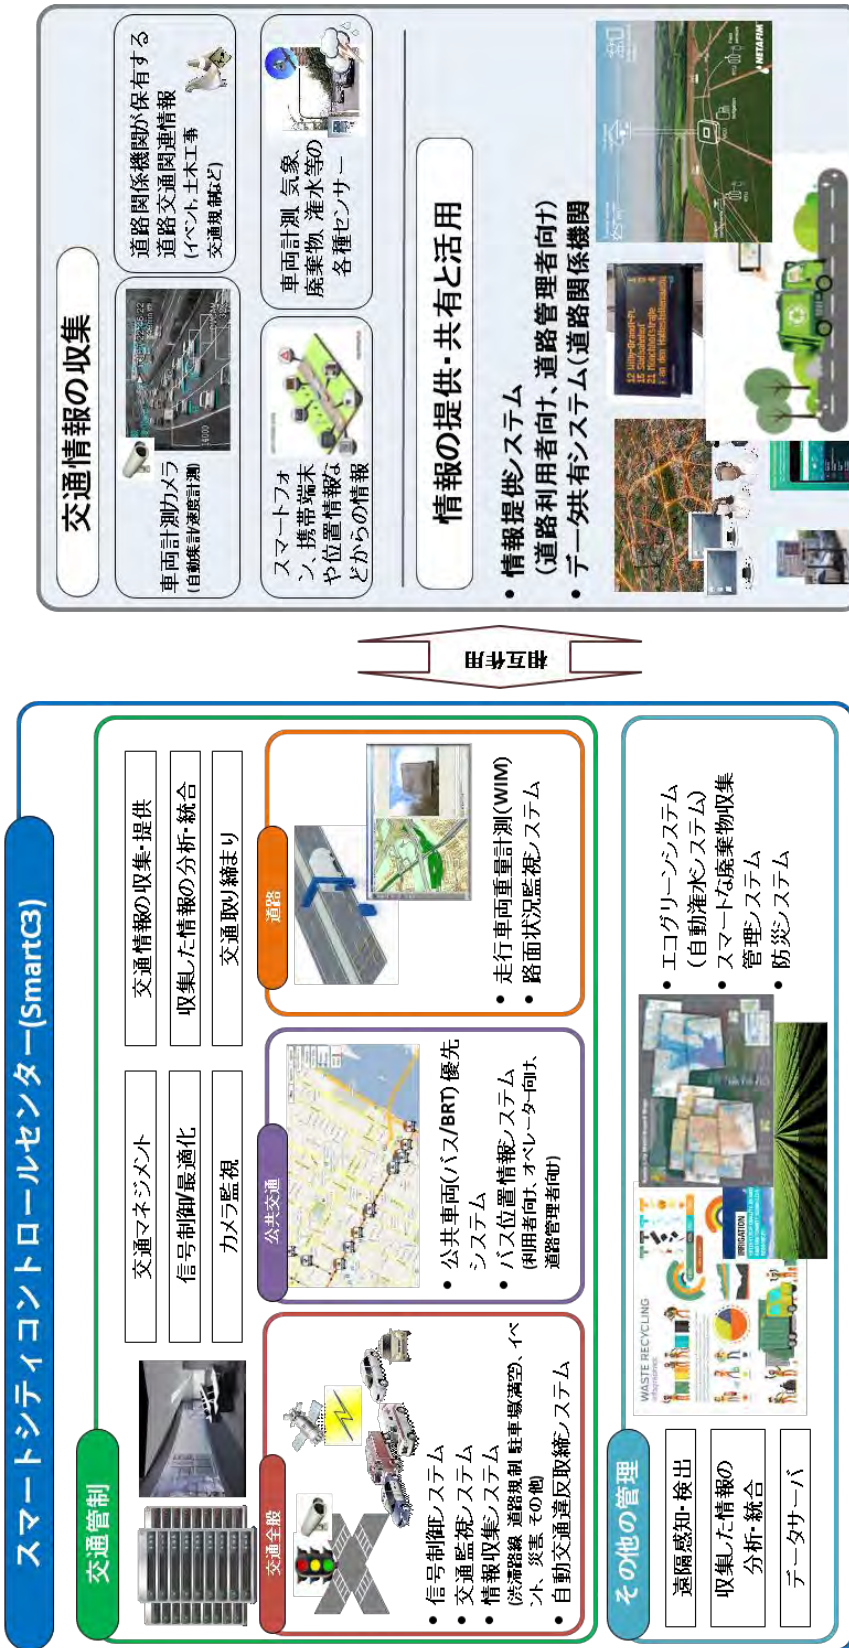 スマートシティコントロールセンター(SmartC3)
交通管制
交通マネジメント
信号制御/最適化
カメラ監視
交通情報の収集・提供
収集した情報の分析・統合
交通取り締まり
交通全般
• 信号制御システム
• 交通監視システム
• 情報収集システム
(渋滞路線、道路規制、駐車場(満空)、イベ
ント、災害、その他)
• 自動交通違反取締システム
公共交通
• 公共車両(バス/BRT)優先
システム
• バス位置情報システム
(利用者向け、オペレーター向け、
道路管理者向け)
道路
• 走行車両重量計測(WIM)
• 路面状況監視システム
その他の管理
遠隔感知・検出
収集した情報の
分析・統合
データサーバ
WASTE RECYCLING
IRRIGATION
• エコグリーンシステム
(自動灌水システム)
• スマートな廃棄物収集
管理システム
• 防災システム
相互作用
交通情報の収集
車両計測カメラ
(自動集計/速度計測)
道路関係機関が保有する
道路交通関連情報
(イベント、土木工事
交通規制など)
スマートフォ
ン、携帯端末
や位置情報な
どからの情報
車両計測、気象、
廃棄物、灌水等の
各種センサー
情報の提供・共有と活用
• 情報提供システム
(道路利用者向け、道路管理者向け)
• データ共有システム(道路関係機関
12 Willy-Brandt-Pl.
NETAFIM